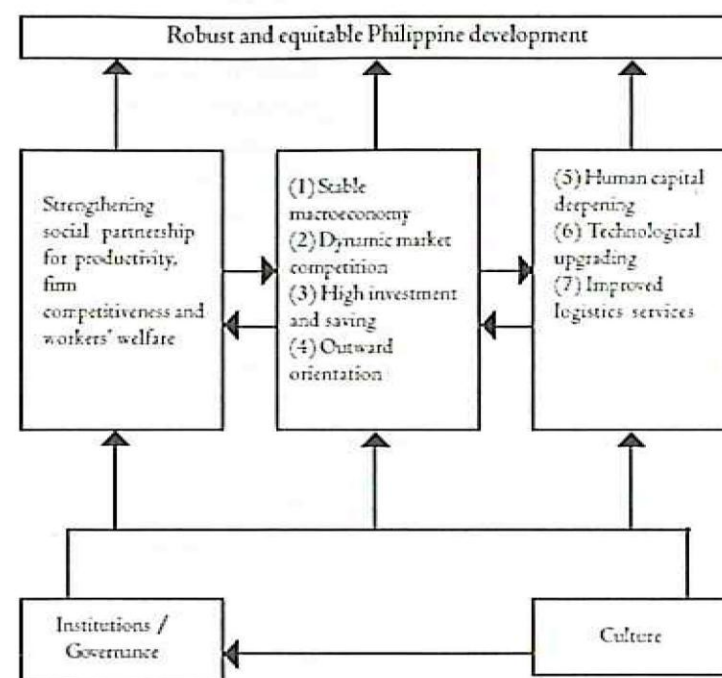 Robust and equitable Philippine development
Strengthening
social partnership
for productivity,
firm
competitiveness and
workers' welfare
(1) Stable
macroeconomy
(2) Dynamic market
competition
(3) High investment
and saving
(4) Outward
orientation
(5) Human capital
deepening
(6) Technological
upgrading
(7) Improved
logistics services
Institutions /
Governance
Culture